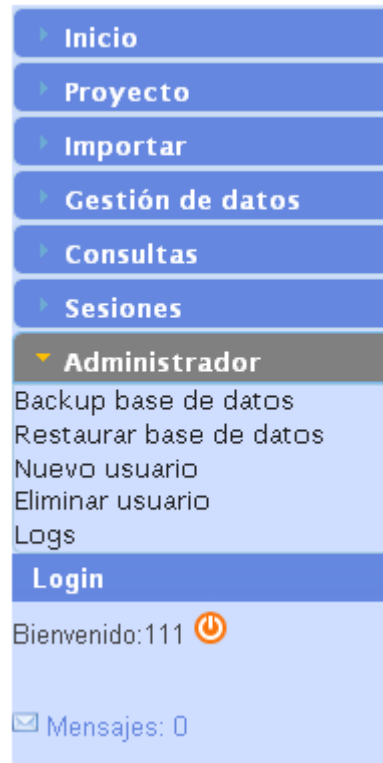 Inicio
Proyecto
Importar
Gestión de datos
Consultas
Sesiones
Administrador
Backup base de datos
Restaurar base de datos
Nuevo usuario
Eliminar usuario
Logs
Login
Bienvenido:111
Mensajes: 0